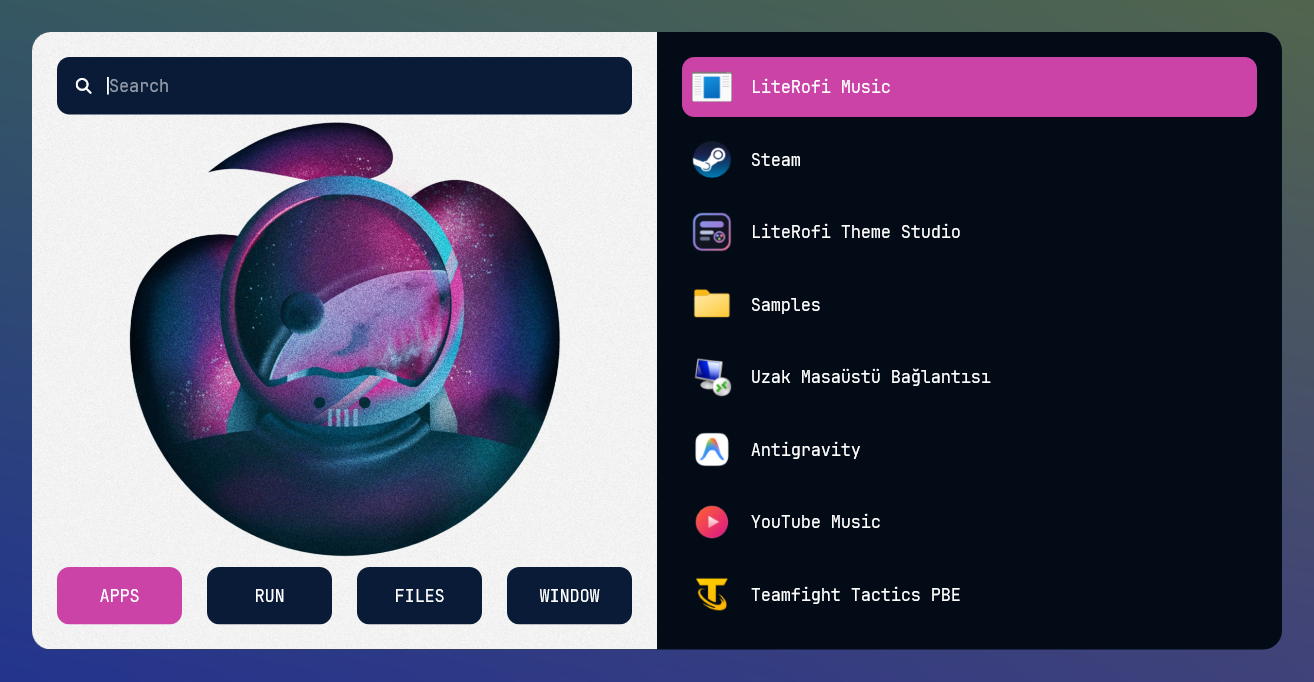 Search
APPS
RUN
FILES
WINDOW
LiteRofi Music
Steam
LiteRofi Theme Studio
Samples
Uzak Masaüstü Bağlantısı
Antigravity
YouTube Music
Teamfight Tactics PBE